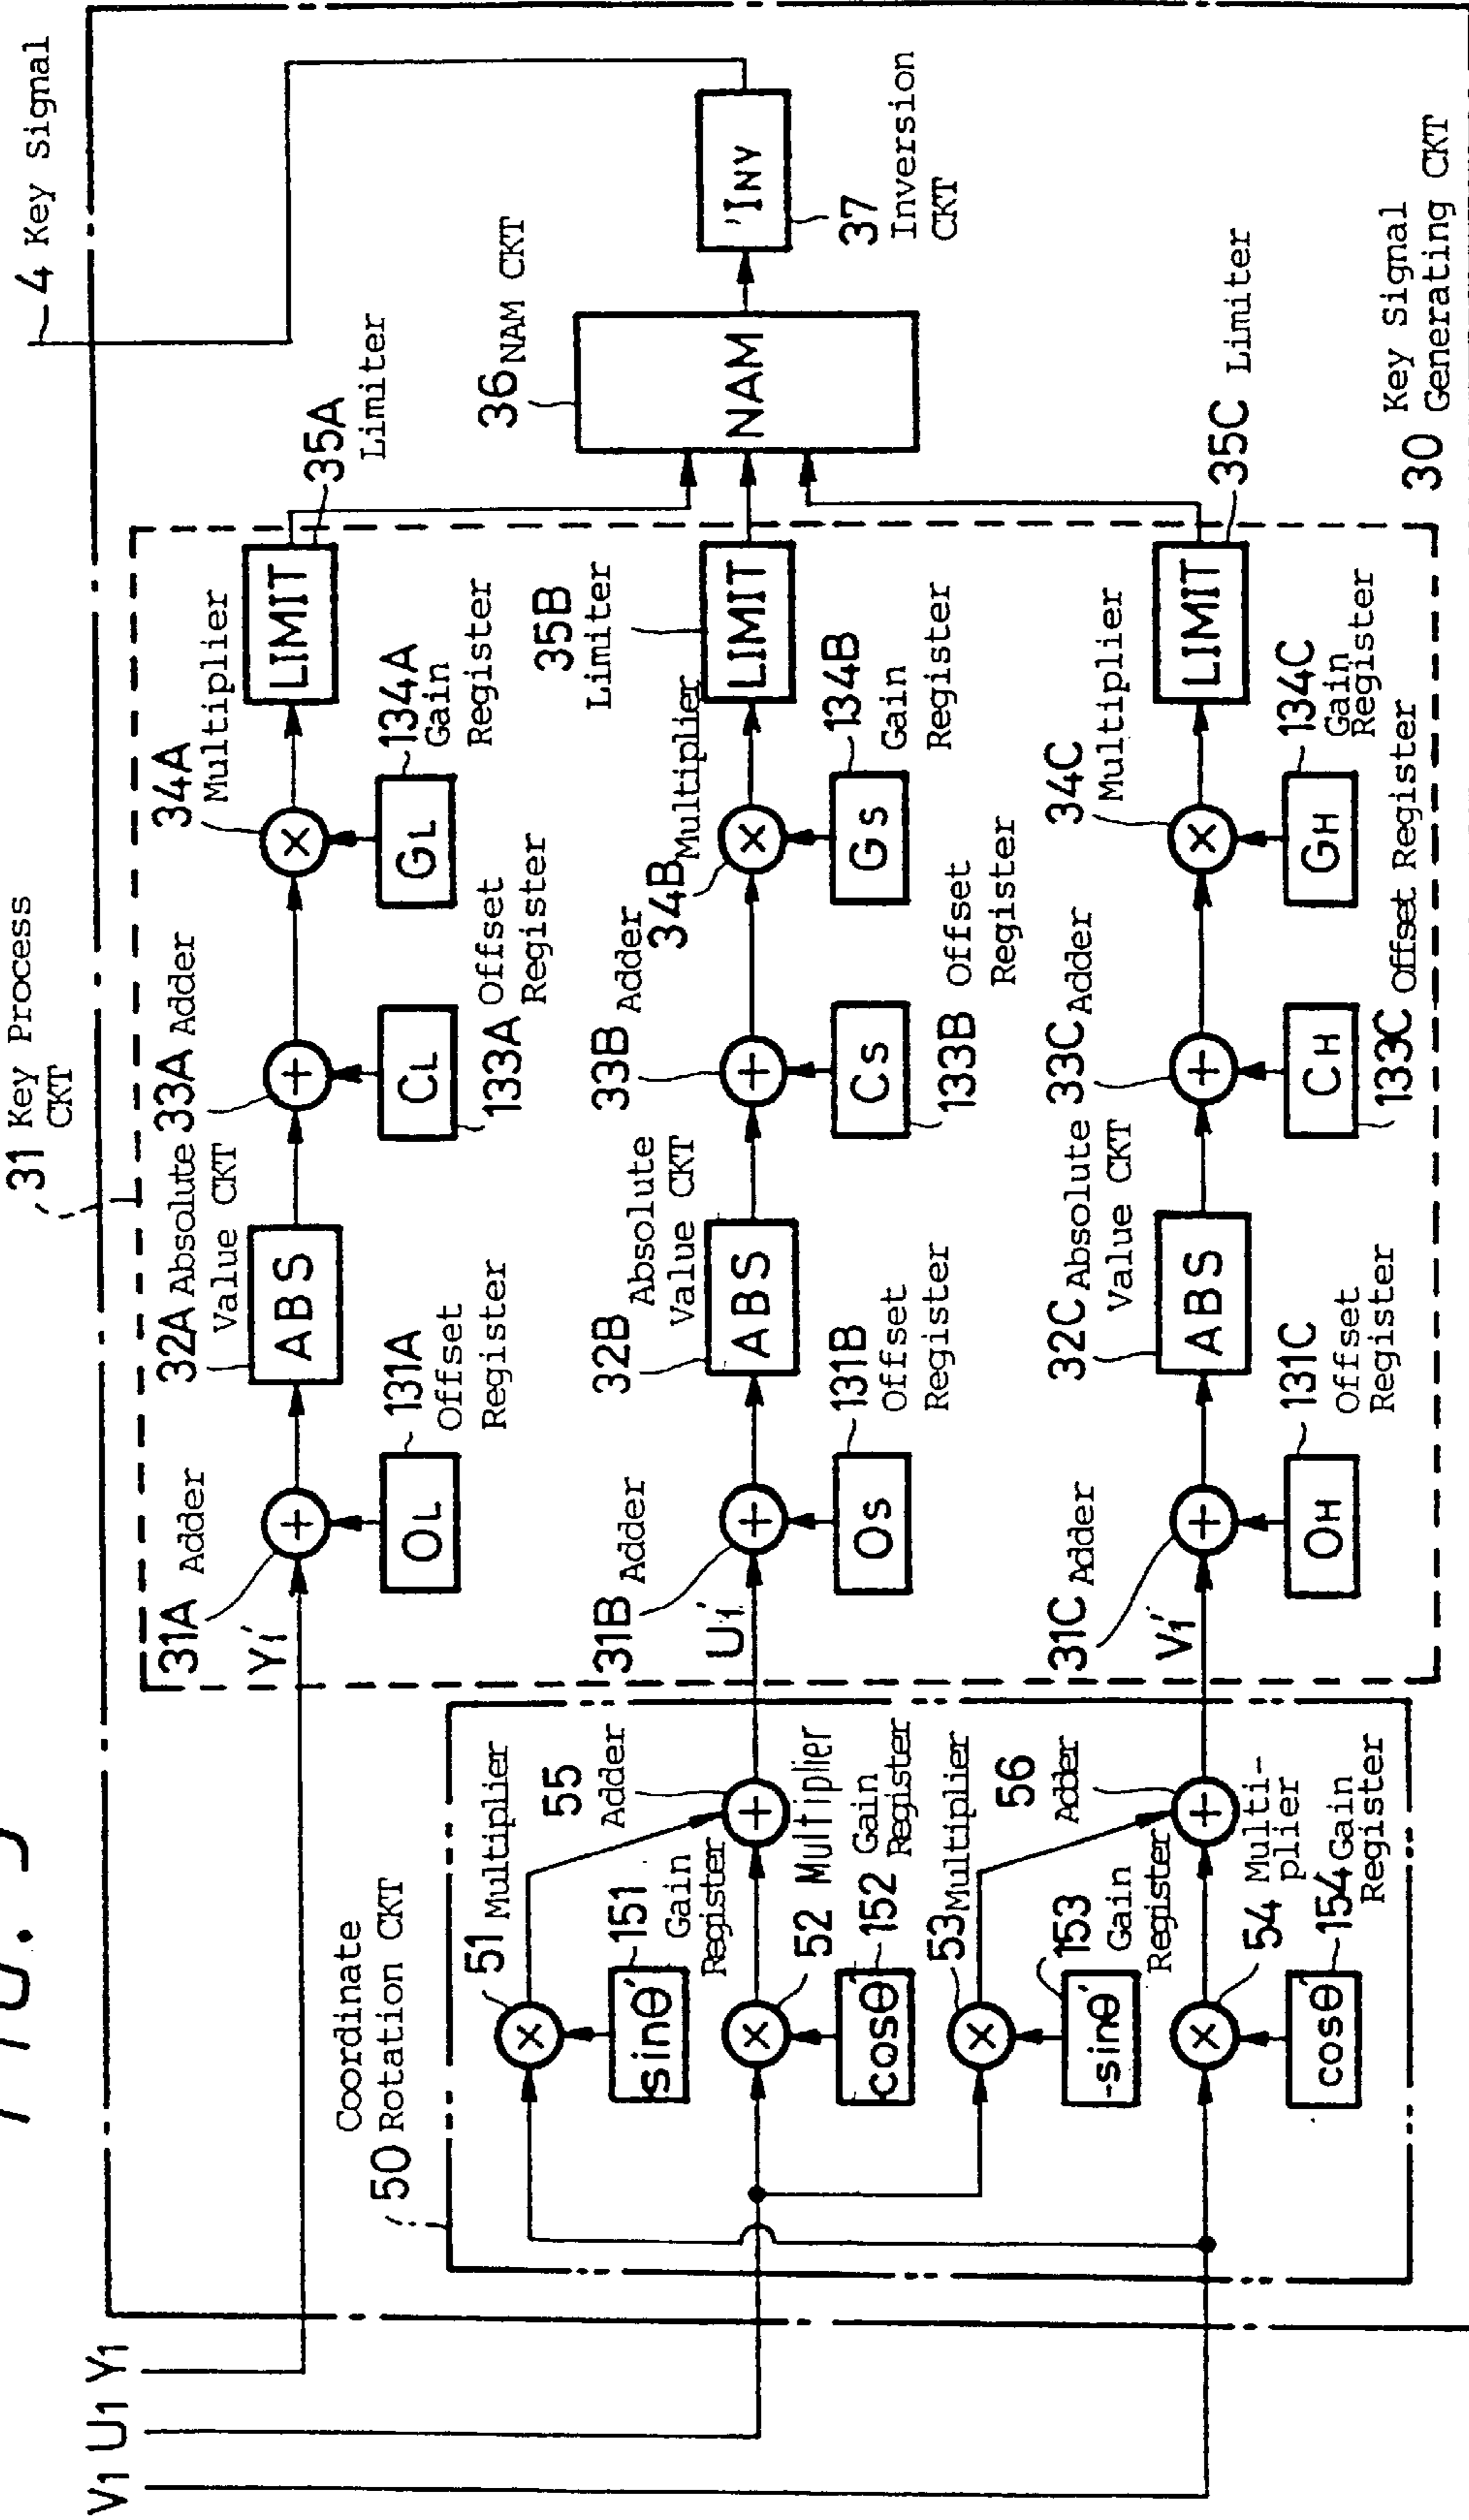 V1 U1 Y1
4 Key Signal
31 Key Process
CKT
Coordinate
50 Rotation CKT
51 Multiplier
sinθ'
151
Gain
Register
55
Adder
52 Multiplier
cosθ'
152 Gain
Register
53 Multiplier
-sinθ'
153
Gain
Register
56
Adder
54 Multi-
plier
cosθ'
154 Gain
Register
Y1'
31A Adder
OL
131A
Offset
Register
32A Absolute
Value CKT
ABS
33A Adder
CL
133A Offset
Register
34A
Multiplier
GL
134A
Gain
Register
LIMIT
35A
Limiter
U1'
31B Adder
OS
131B
Offset
Register
32B Absolute
Value CKT
ABS
33B Adder
CS
133B Offset
Register
34B Multiplier
GS
134B
Gain
Register
LIMIT
35B
Limiter
V1'
31C Adder
OH
131C
Offset
Register
32C Absolute
Value CKT
ABS
33C Adder
CH
133C Offset Register
34C
Multiplier
GH
134C
Gain
Register
LIMIT
35C Limiter
36 NAM CKT
NAM
'INV
37
Inversion
CKT
30 Key Signal
Generating CKT